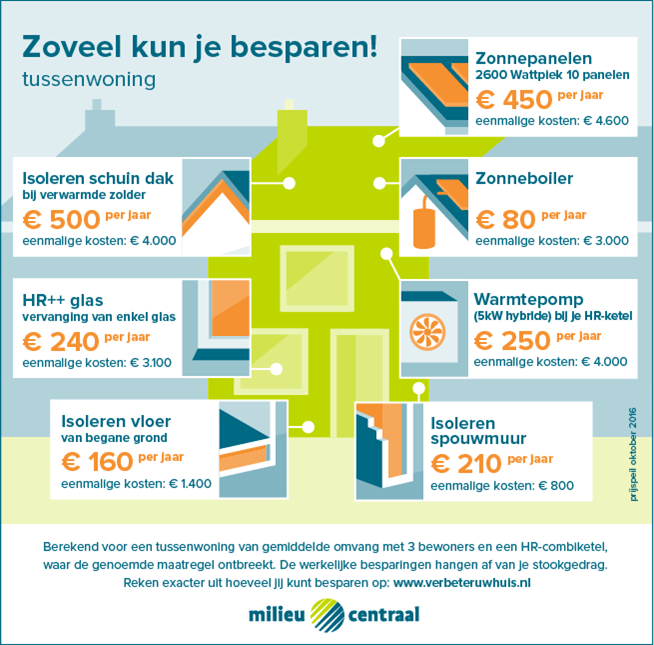 Zoveel kun je besparen!
tussenwoning
Zonnepanelen
2600 Wattpiek 10 panelen
€ 450 per jaar
eenmalige kosten: € 4.600
Isoleren schuin dak
bij verwarmde zolder
€ 500 per jaar
eenmalige kosten: € 4.000
Zonneboiler
€ 80 per jaar
eenmalige kosten: € 3.000
HR++ glas
vervanging van enkel glas
€ 240 per jaar
eenmalige kosten: € 3.100
Warmtepomp
(5kW hybride) bij je HR-ketel
€ 250 per jaar
eenmalige kosten: € 4.000
Isoleren vloer
van begane grond
€ 160 per jaar
eenmalige kosten: € 1.400
Isoleren
spouwmuur
€ 210 per jaar
eenmalige kosten: € 800
prijspeil oktober 2016
Berekend voor een tussenwoning van gemiddelde omvang met 3 bewoners en een HR-combiketel,
waar de genoemde maatregel ontbreekt. De werkelijke besparingen hangen af van je stookgedrag.
Reken exacter uit hoeveel jij kunt besparen op: www.verbeteruwhuis.nl
milieu centraal